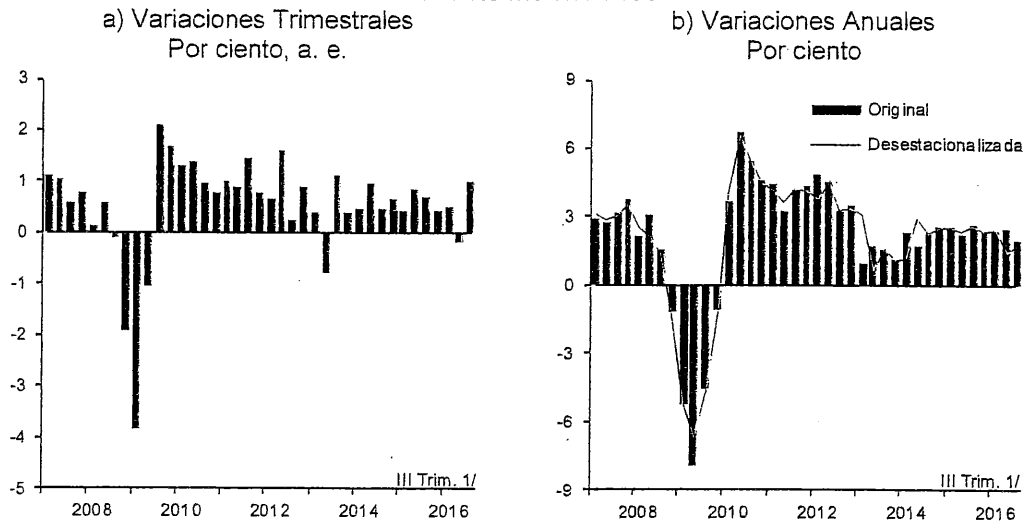 a) Variaciones Trimestrales
Por ciento, a. e.
3
2
1
0
-1
-2
-3
-4
-5
III Trim. 1/
2008 2010 2012 2014 2016
b) Variaciones Anuales
Por ciento
9
6
3
0
-3
-6
-9
Original
Desestacionalizada
III Trim. 1/
2008 2010 2012 2014 2016